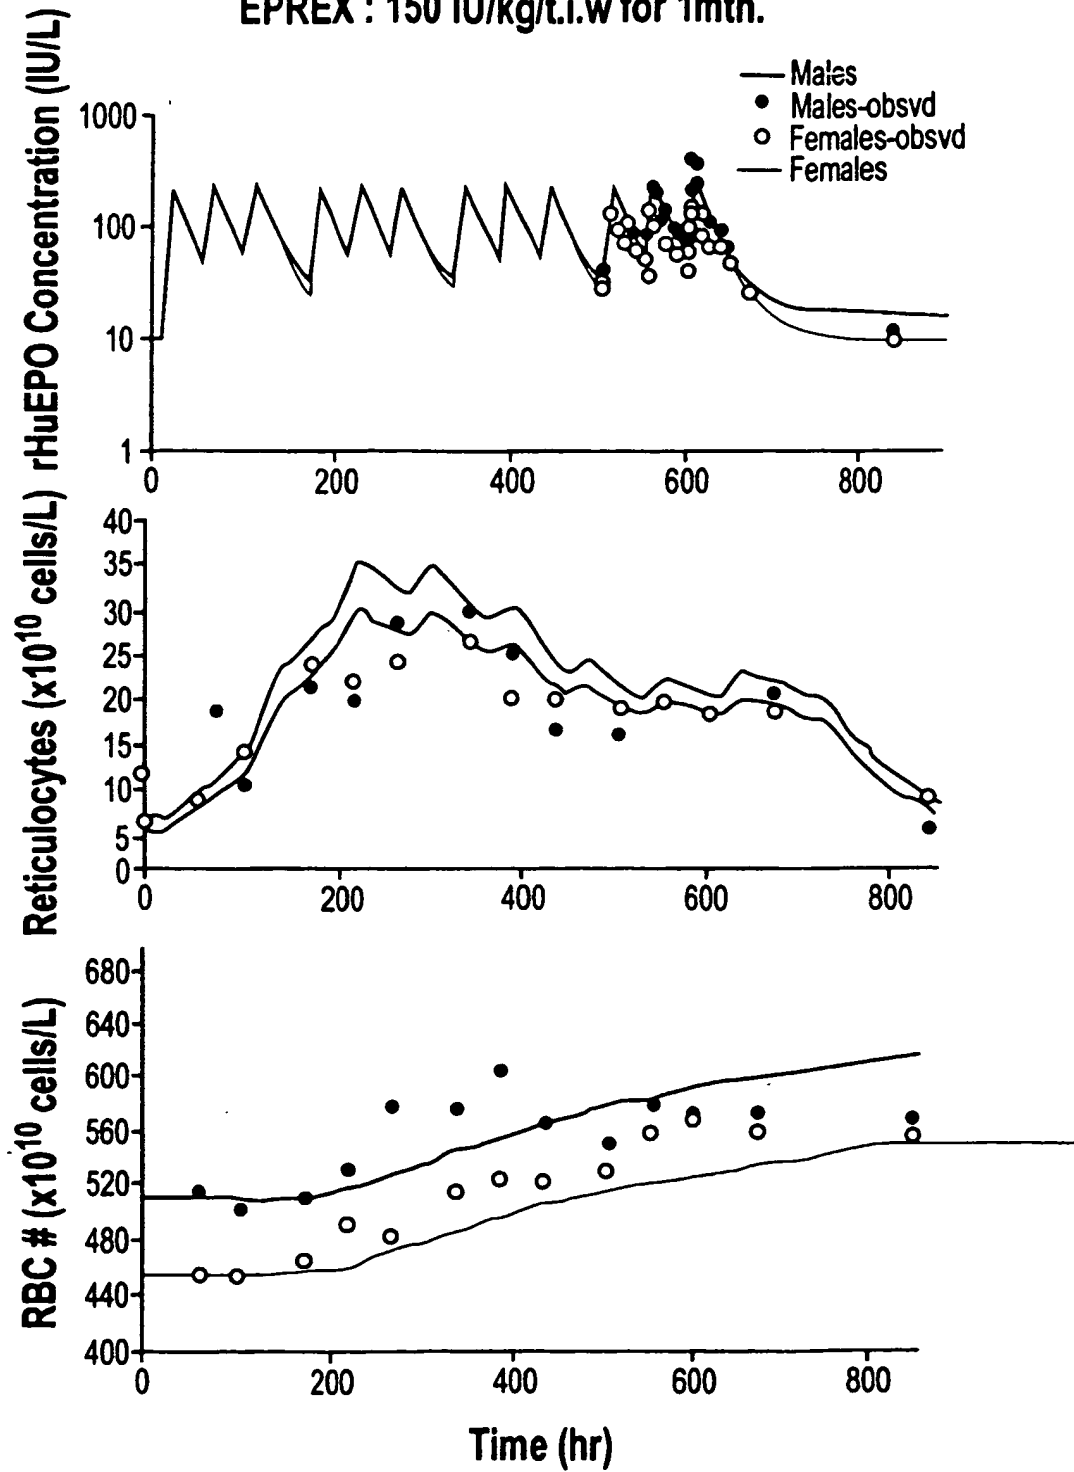 EPREX : 150 IU/kg/t.i.w for 1mth.
Males
Males-obsvd
Females-obsvd
Females
rHuEPO Concentration (IU/L)
1000
100
10
1
0 200 400 600 800
Reticulocytes (x10¹⁰ cells/L)
40
35
30
25
20
15
10
5
0
0 200 400 600 800
RBC # (x10¹⁰ cells/L)
680
640
600
560
520
480
440
400
0 200 400 600 800
Time (hr)